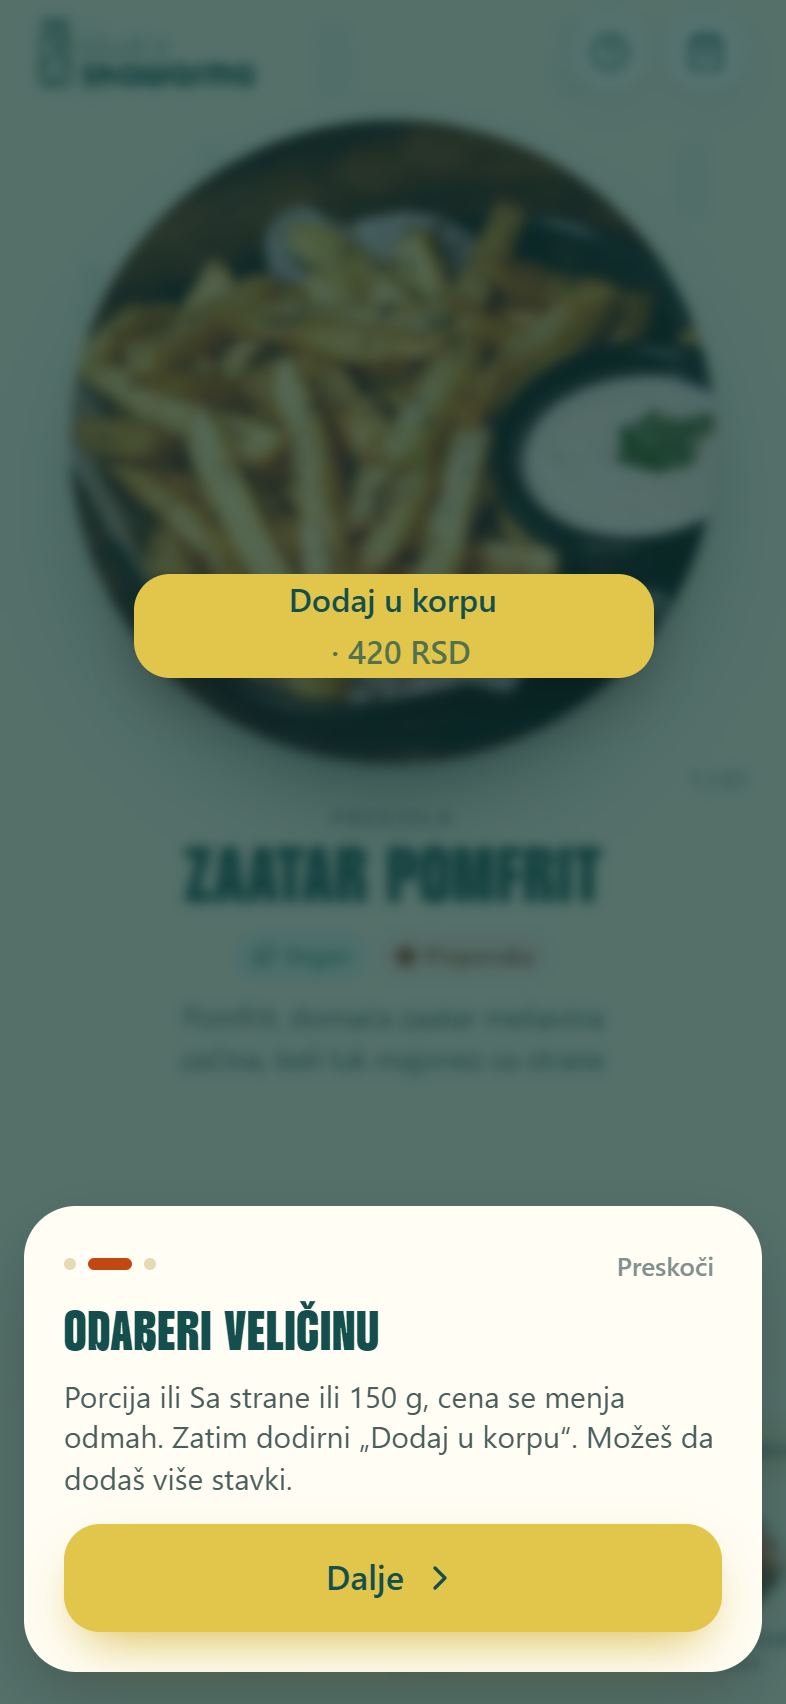 Dodaj u korpu
· 420 RSD
ZAATAR POMFRIT
Preskoči
ODABERI VELIČINU
Porcija ili Sa strane ili 150 g, cena se menja
odmah. Zatim dodirni „Dodaj u korpu“. Možeš da
dodaš više stavki.
Dalje